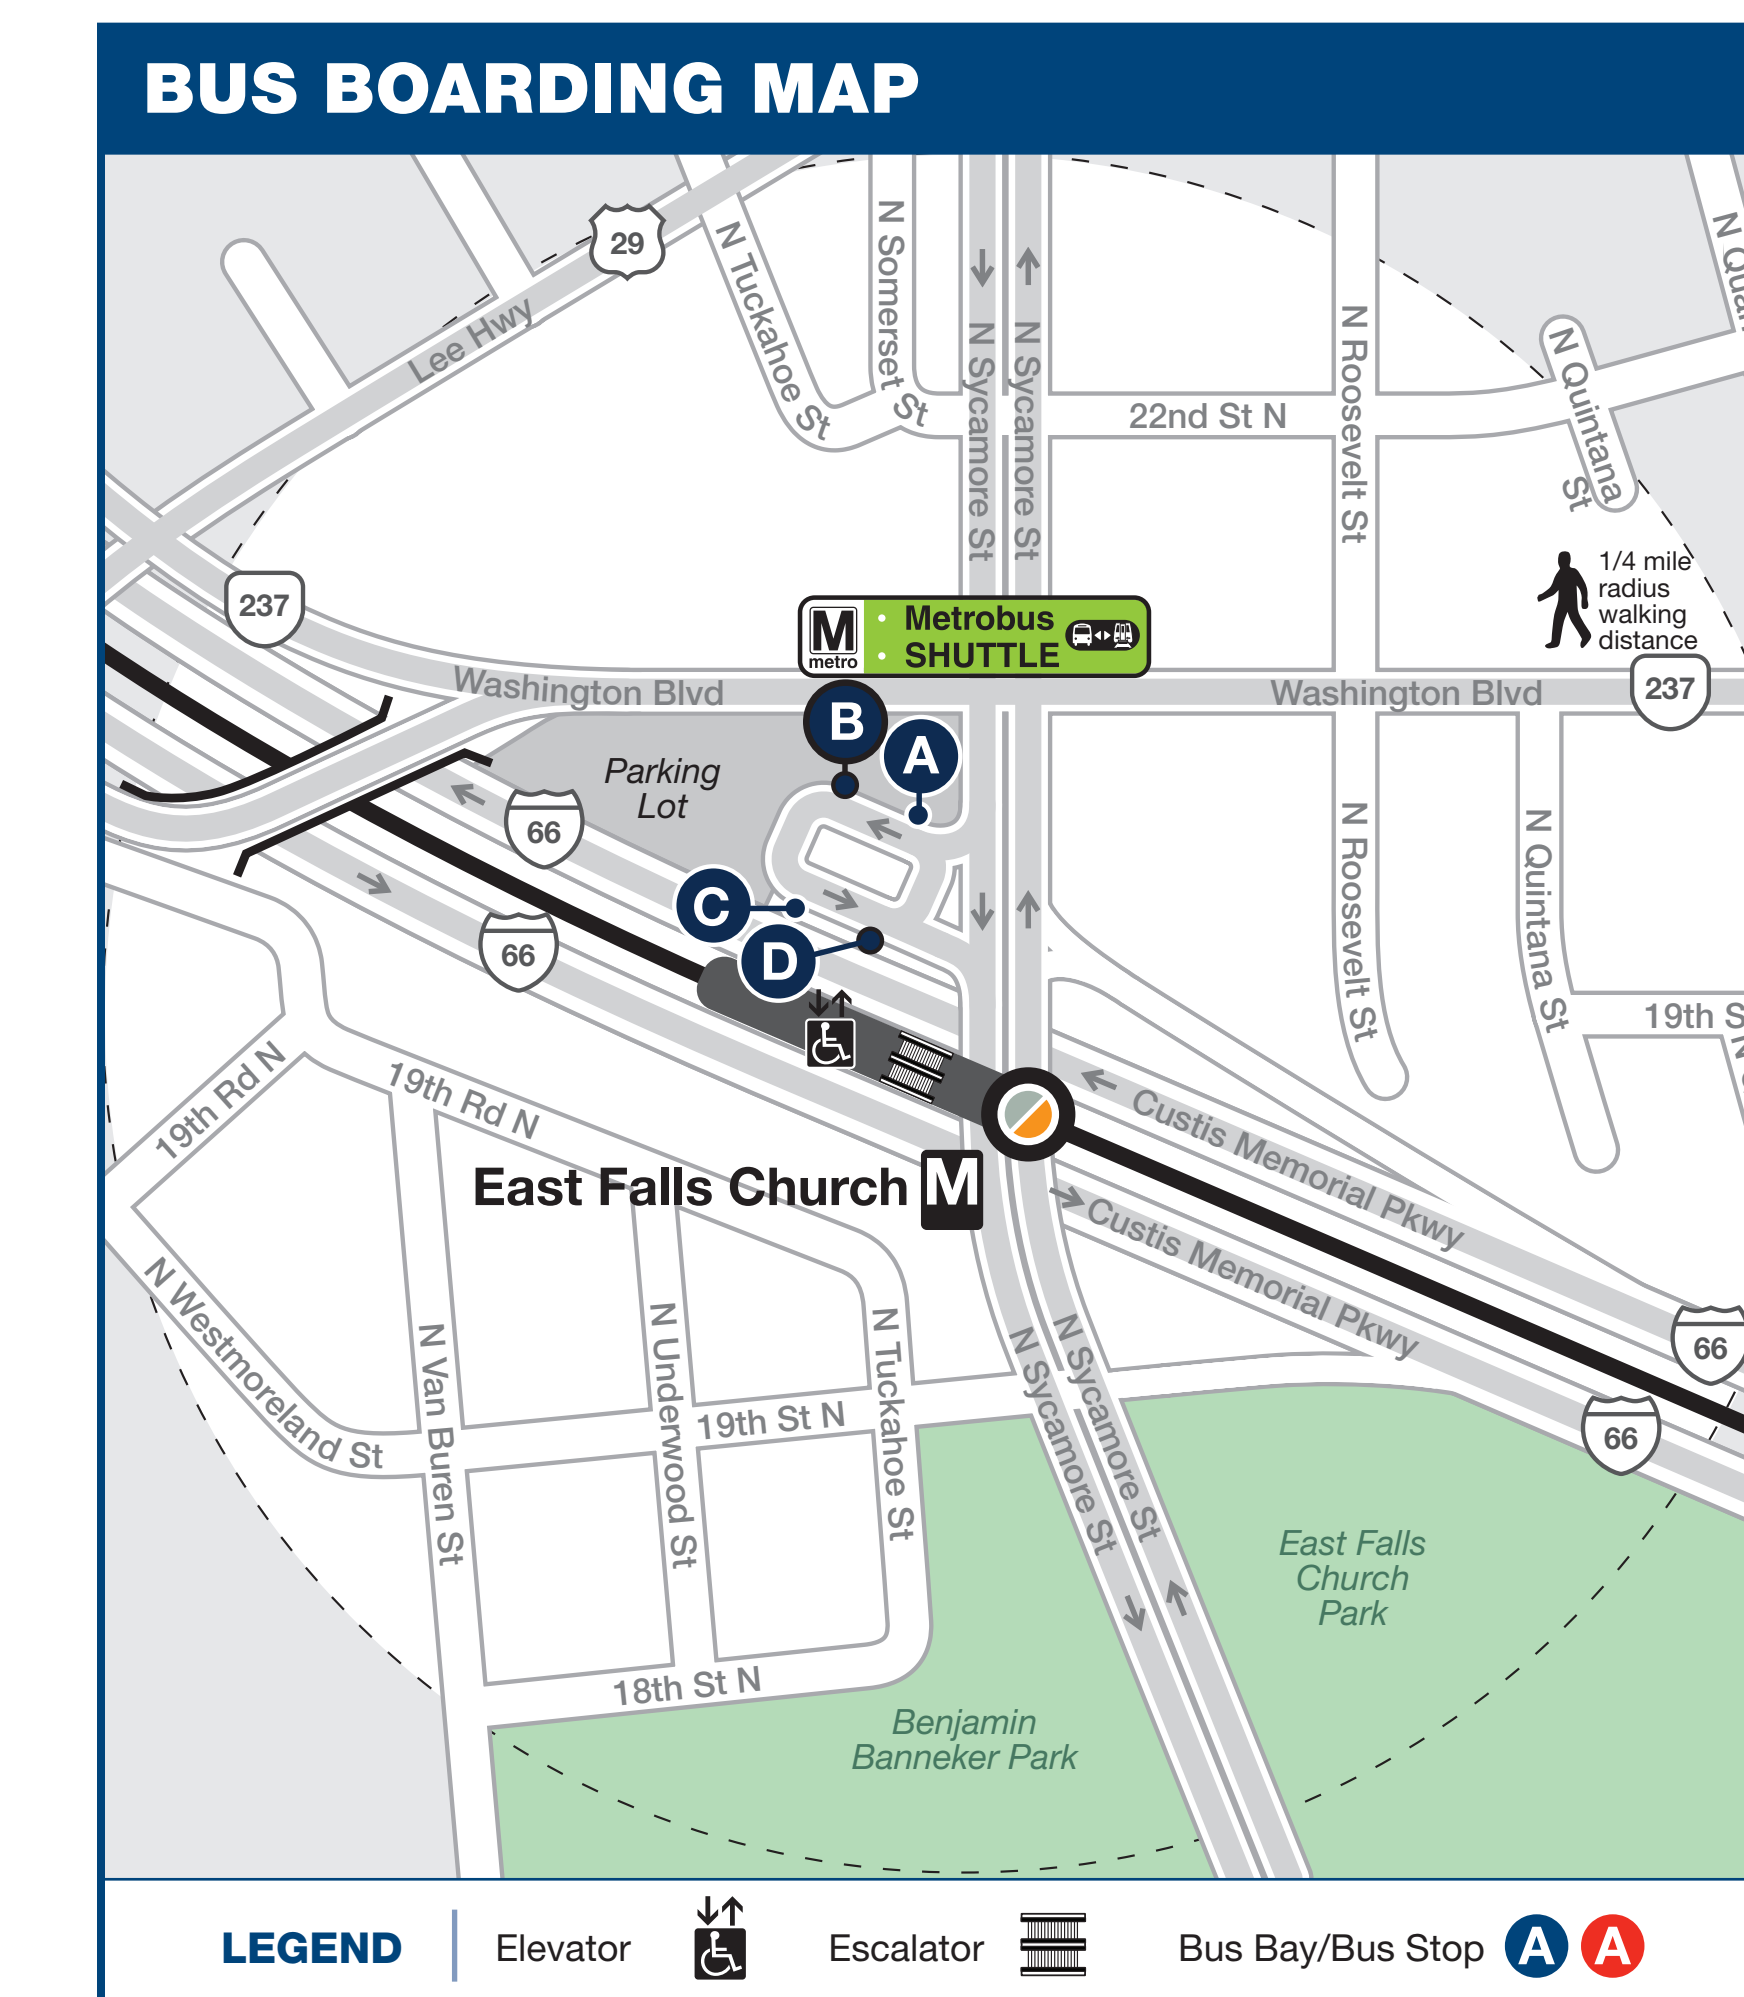 BUS BOARDING MAP
29
Lee Hwy
N Tuckahoe St
N Somerset St
N Sycamore St
N Sycamore St
22nd St N
N Roosevelt St
N Quintana St
1/4 mile
radius
walking
distance
237
M
metro
• Metrobus
• SHUTTLE
Washington Blvd
Washington Blvd
237
B
A
Parking
Lot
66
C
D
66
N Roosevelt St
N Quintana St
19th S
19th Rd N
19th Rd N
Custis Memorial Pkwy
Custis Memorial Pkwy
East Falls Church
M
N Westmoreland St
N Van Buren St
N Underwood St
N Tuckahoe St
19th St N
N Sycamore St
N Sycamore St
66
66
East Falls
Church
Park
18th St N
Benjamin
Banneker Park
LEGEND
Elevator
Escalator
Bus Bay/Bus Stop
A
A